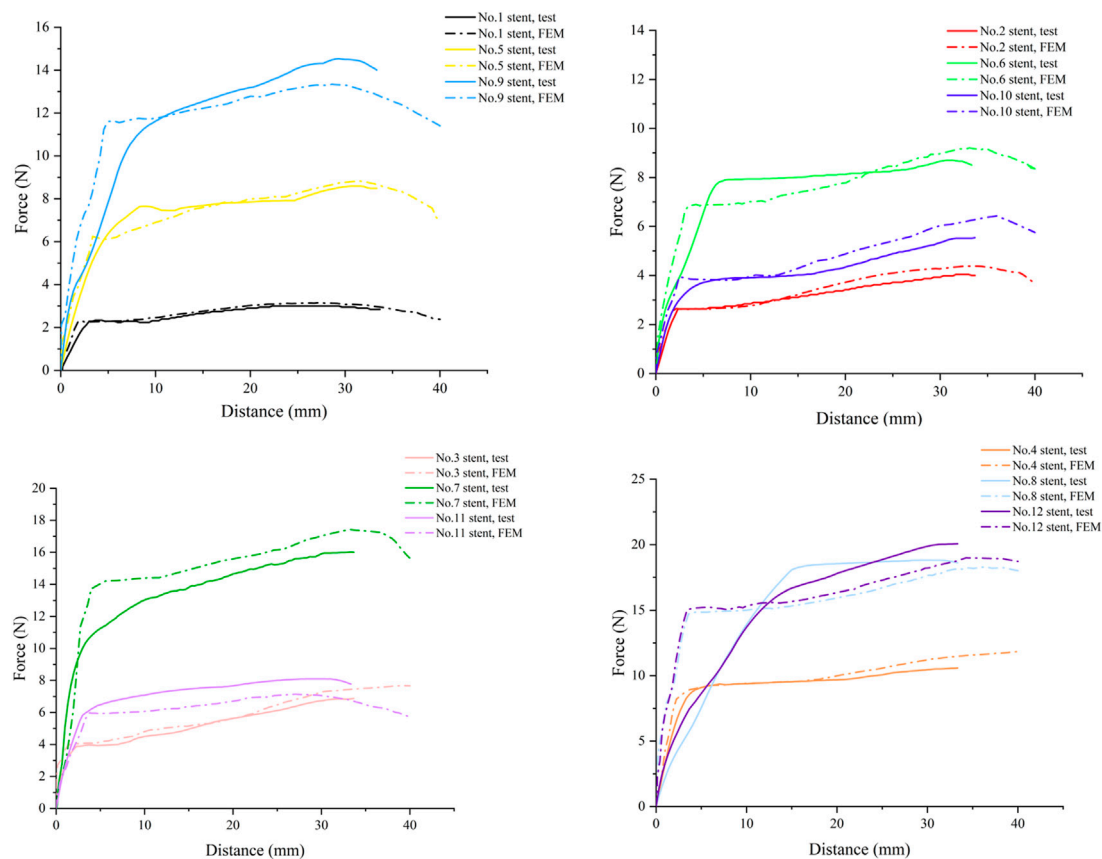 No.1 stent, test
No.1 stent, FEM
No.5 stent, test
No.5 stent, FEM
No.9 stent, test
No.9 stent, FEM
16
14
12
10
8
6
4
2
0
Force (N)
0 10 20 30 40
Distance (mm)
No.2 stent, test
No.2 stent, FEM
No.6 stent, test
No.6 stent, FEM
No.10 stent, test
No.10 stent, FEM
14
12
10
8
6
4
2
0
Force (N)
0 10 20 30 40
Distance (mm)
No.3 stent, test
No.3 stent, FEM
No.7 stent, test
No.7 stent, FEM
No.11 stent, test
No.11 stent, FEM
20
18
16
14
12
10
8
6
4
2
0
Force (N)
0 10 20 30 40
Distance (mm)
No.4 stent, test
No.4 stent, FEM
No.8 stent, test
No.8 stent, FEM
No.12 stent, test
No.12 stent, FEM
25
20
15
10
5
0
Force (N)
0 10 20 30 40
Distance (mm)